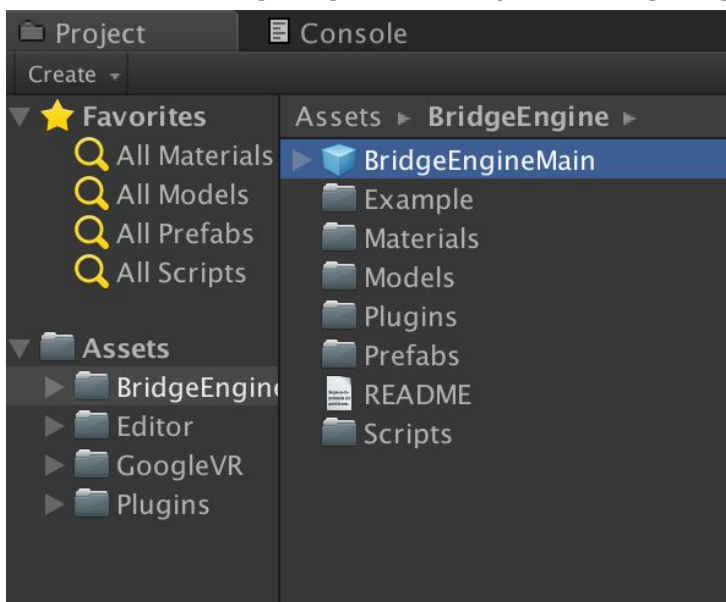 Project
Console
Create
Favorites
All Materials
All Models
All Prefabs
All Scripts
Assets
BridgeEngine
Editor
GoogleVR
Plugins
Assets ▸ BridgeEngine ▸
BridgeEngineMain
Example
Materials
Models
Plugins
Prefabs
README
Scripts